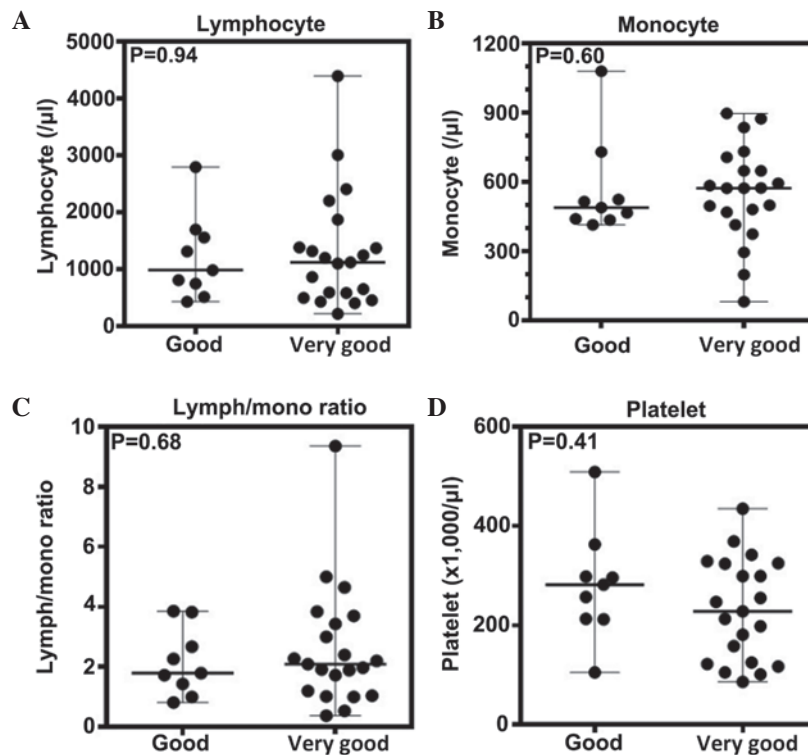 A
Lymphocyte
P=0.94
Lymphocyte (/μl)
5000
4000
3000
2000
1000
0
Good
Very good
B
Monocyte
P=0.60
Monocyte (/μl)
1200
900
600
300
0
Good
Very good
C
Lymph/mono ratio
P=0.68
Lymph/mono ratio
10
8
6
4
2
0
Good
Very good
D
Platelet
P=0.41
Platelet (x1,000/μl)
600
400
200
0
Good
Very good